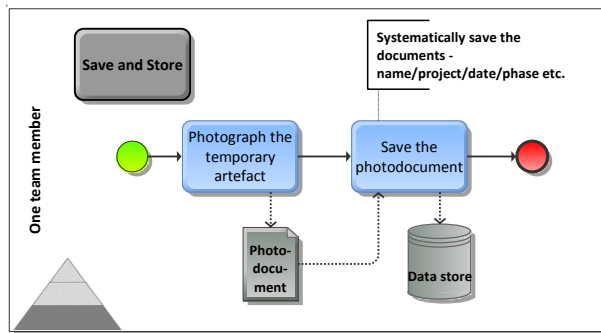 Save and Store
Systematically save the
documents -
name/project/date/phase etc.
One team member
Photograph the
temporary
artefact
Save the
photodocument
Photo-
docu-
ment
Data store